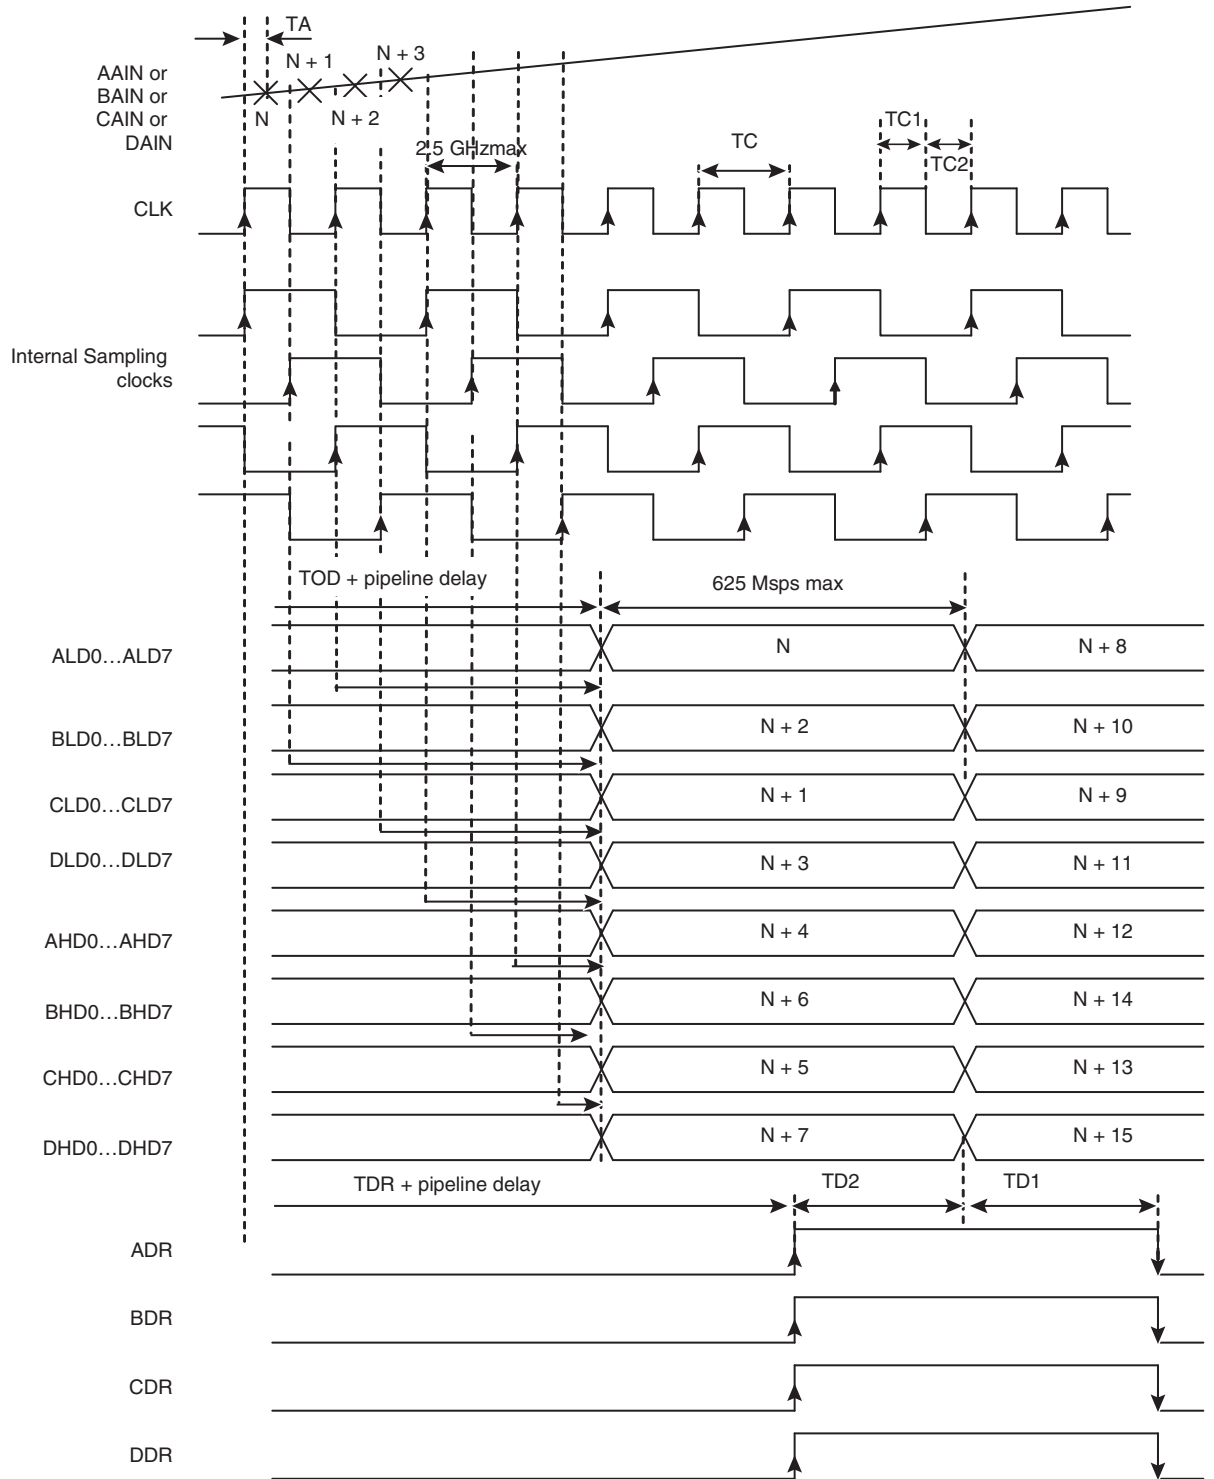 TA
N + 3
N + 1
AAIN or
BAIN or
CAIN or
DAIN
N
N + 2
2.5 GHzmax
TC
TC1
TC2
CLK
Internal Sampling
clocks
TOD + pipeline delay
625 Msps max
ALD0…ALD7
N
N + 8
BLD0…BLD7
N + 2
N + 10
CLD0…CLD7
N + 1
N + 9
DLD0…DLD7
N + 3
N + 11
AHD0…AHD7
N + 4
N + 12
BHD0…BHD7
N + 6
N + 14
CHD0…CHD7
N + 5
N + 13
DHD0…DHD7
N + 7
N + 15
TDR + pipeline delay
TD2
TD1
ADR
BDR
CDR
DDR